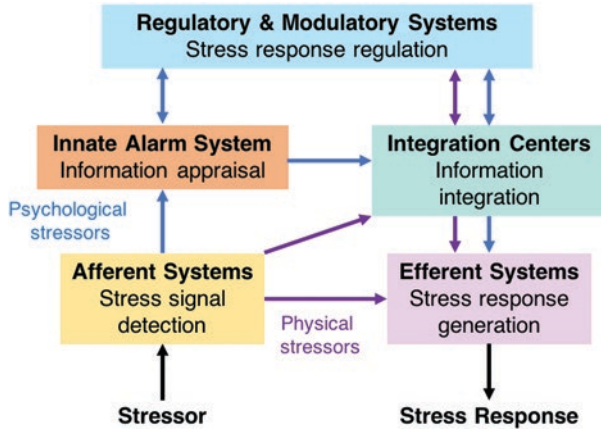 Regulatory & Modulatory Systems
Stress response regulation
Innate Alarm System
Information appraisal
Integration Centers
Information
integration
Psychological
stressors
Afferent Systems
Stress signal
detection
Efferent Systems
Stress response
generation
Physical
stressors
Stressor
Stress Response